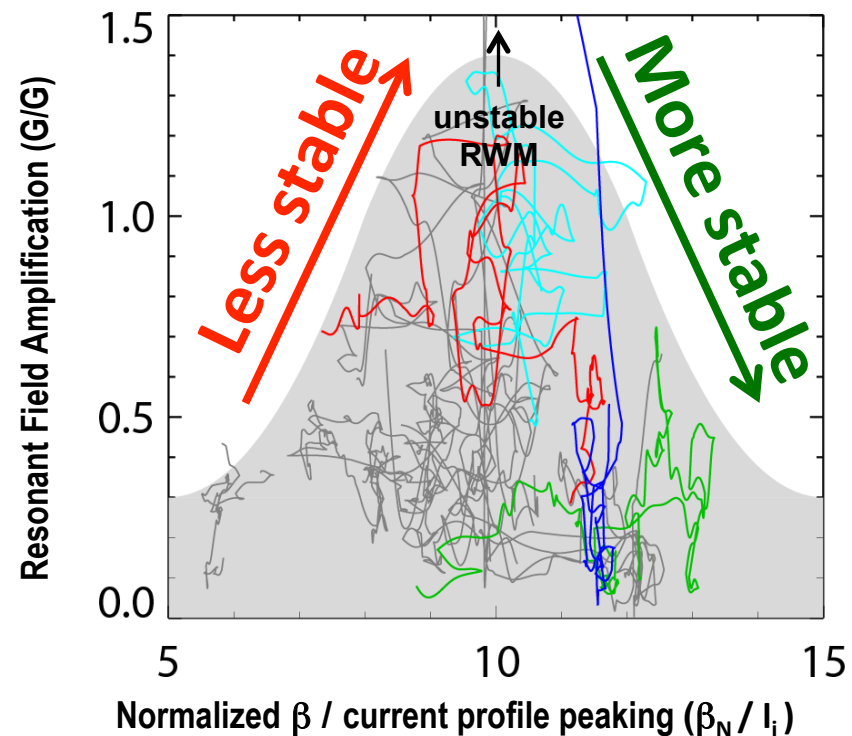 1.5
1.0
0.5
0.0
5
10
15
Resonant Field Amplification (G/G)
Less stable
unstable
RWM
More stable
Normalized β / current profile peaking (βN / li )